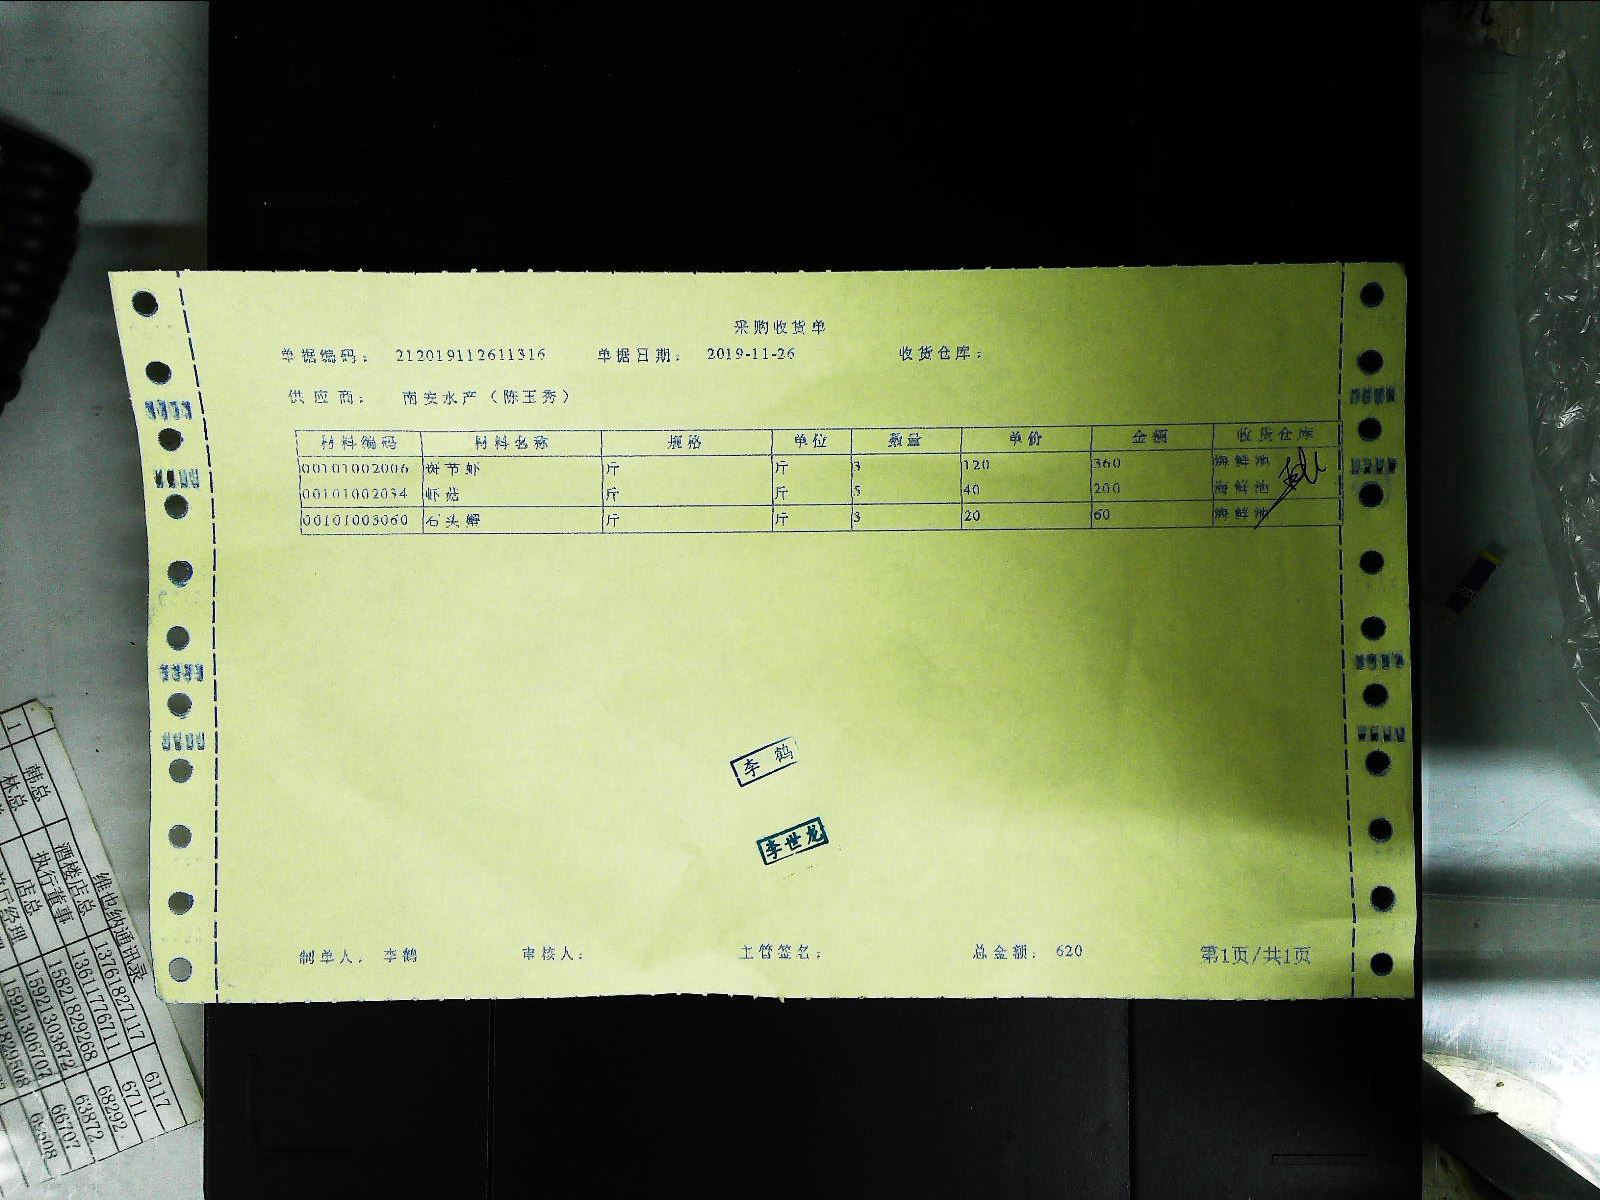 采购收货单
单据编码： 212019112611316 单据日期： 2019-11-26 收货仓库：
供应商： 南安水产（陈玉秀）
材料编码 材料名称 规格 单位 数量 单价 金额 收货仓库
00101002006 斑节虾 斤 斤 3 120 360 海鲜池
00101002034 虾菇 斤 斤 5 40 200 海鲜池
00101003060 石头蟹 斤 斤 3 20 60 海鲜池
李鹤
李世龙
制单人： 李鹤 审核人： 主管签名： 总金额： 620 第1页/共1页
维也纳通讯录
1 韩总 酒楼店总 13761827117 6117
林总 执行董事 13611776711 6711
店总 15821829268 68292
15921303872 63872
15921306707 66707